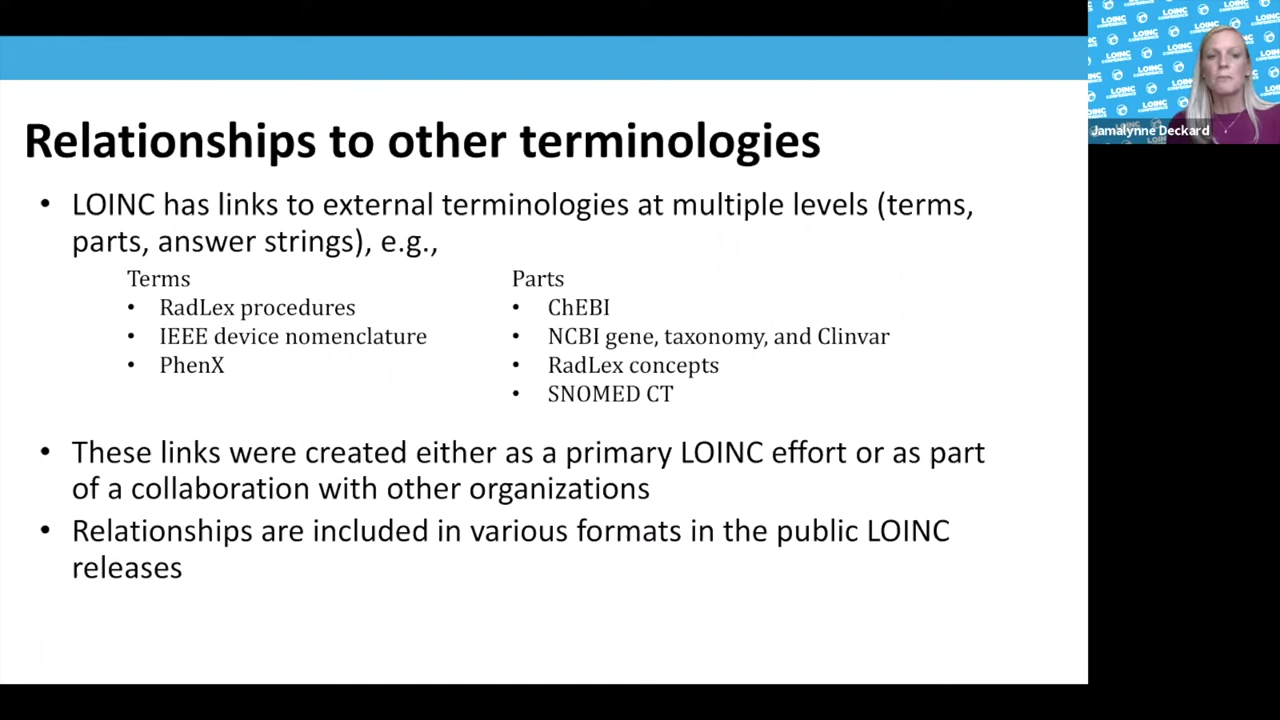 Relationships to other terminologies
• LOINC has links to external terminologies at multiple levels (terms,
parts, answer strings), e.g.,
Terms
• RadLex procedures
• IEEE device nomenclature
• PhenX
Parts
• ChEBI
• NCBI gene, taxonomy, and Clinvar
• RadLex concepts
• SNOMED CT
• These links were created either as a primary LOINC effort or as part
of a collaboration with other organizations
• Relationships are included in various formats in the public LOINC
releases
LOINC
CONFERENCE
Jamalynne Deckard